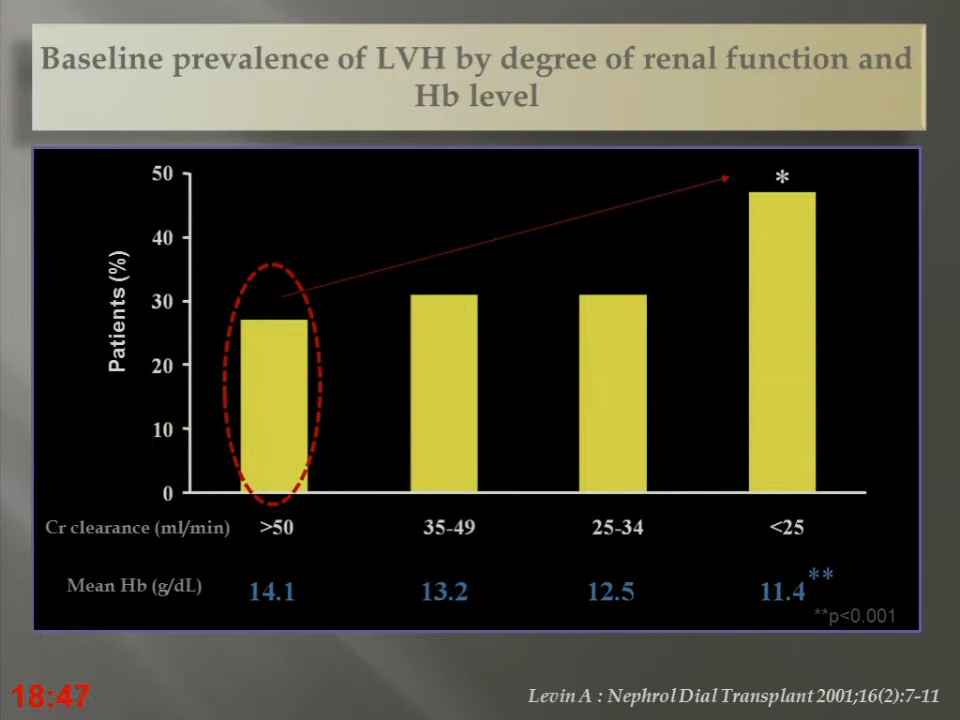 Baseline prevalence of LVH by degree of renal function and
Hb level
50
*
40
30
20
10
0
Patients (%)
Cr clearance (ml/min) >50 35-49 25-34 <25
Mean Hb (g/dL) 14.1 13.2 12.5 11.4**
**p<0.001
18:47
Levin A : Nephrol Dial Transplant 2001;16(2):7-11